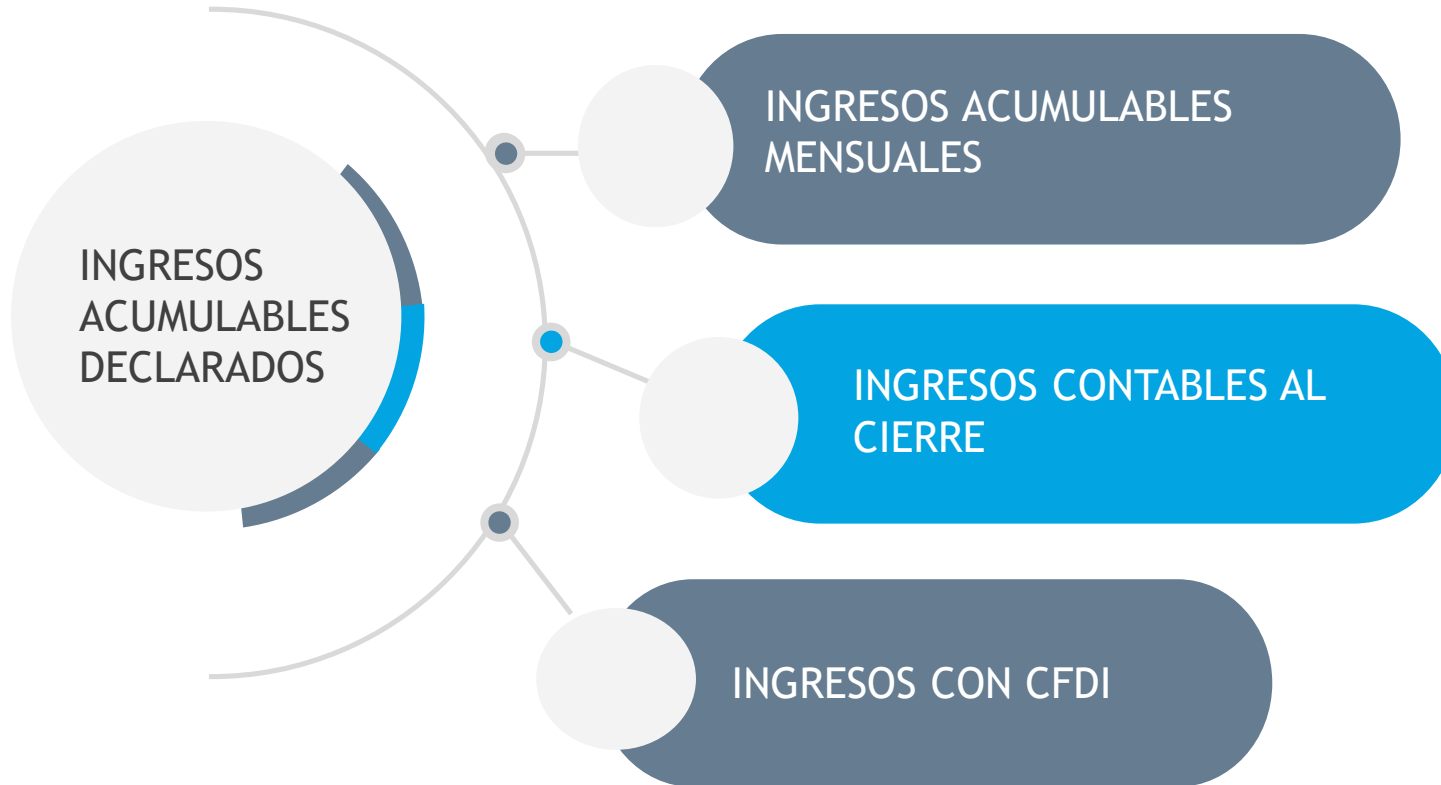 INGRESOS
ACUMULABLES
DECLARADOS
INGRESOS ACUMULABLES
MENSUALES
INGRESOS CONTABLES AL
CIERRE
INGRESOS CON CFDI